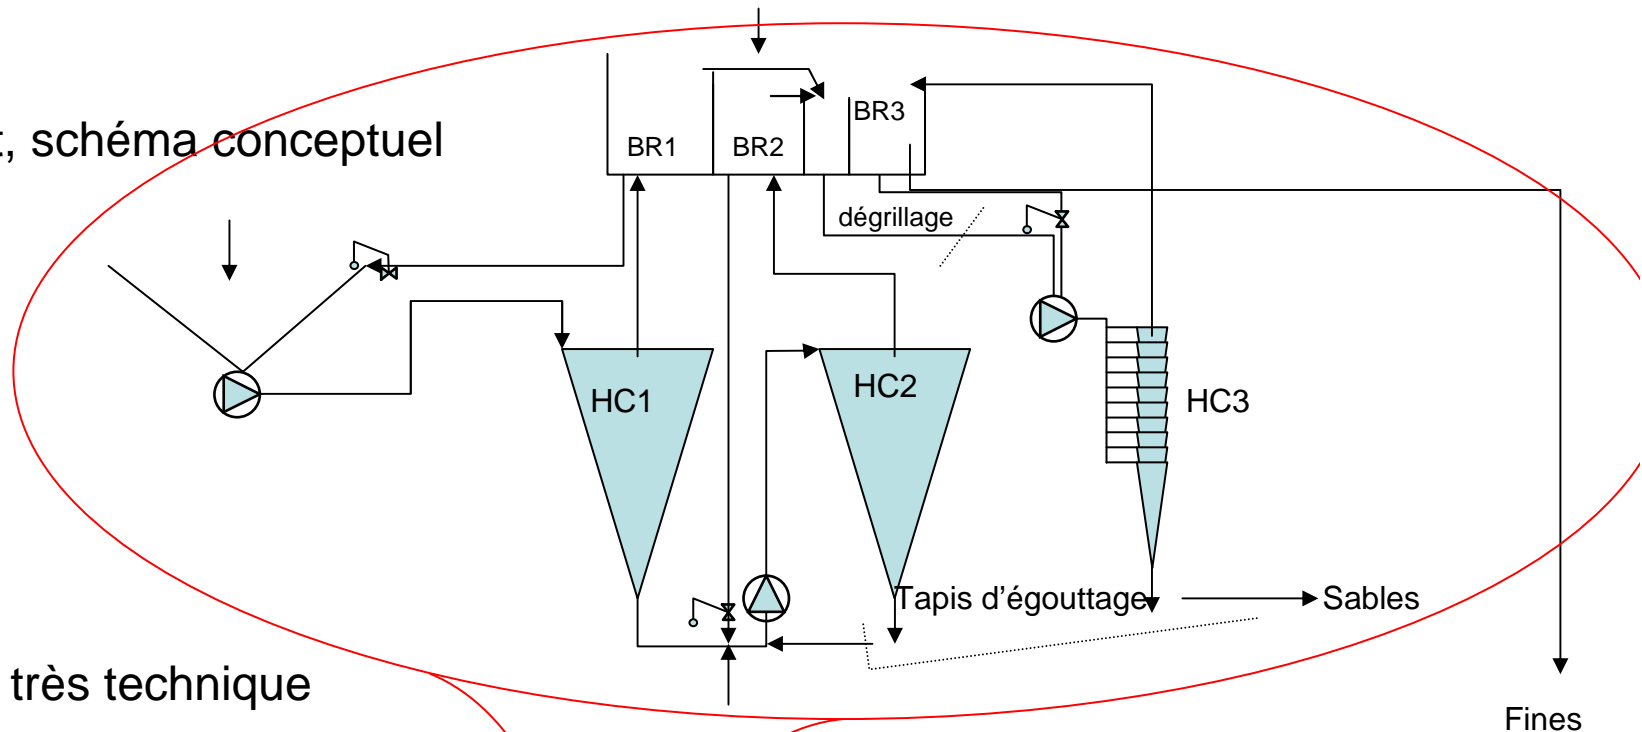 t, schéma conceptuel
BR1
BR2
BR3
dégrillage
HC1
HC2
HC3
Tapis d’égouttage
Sables
très technique
Fines